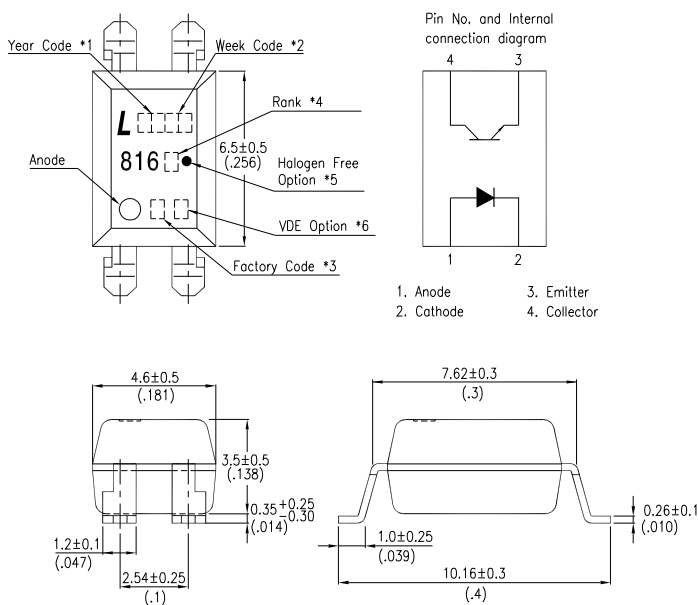 Pin No. and Internal
connection diagram
Year Code *1
Week Code *2
4 3
L
Rank *4
6.5±0.5
(.256)
816
Anode
Halogen Free
Option *5
VDE Option *6
Factory Code *3
1 2
1. Anode 3. Emitter
2. Cathode 4. Collector
4.6±0.5
(.181)
7.62±0.3
(.3)
3.5±0.5
(.138)
0.35+0.25
-0.30
(.014)
0.26±0.1
(.010)
1.2±0.1
(.047)
1.0±0.25
(.039)
2.54±0.25
(.1)
10.16±0.3
(.4)